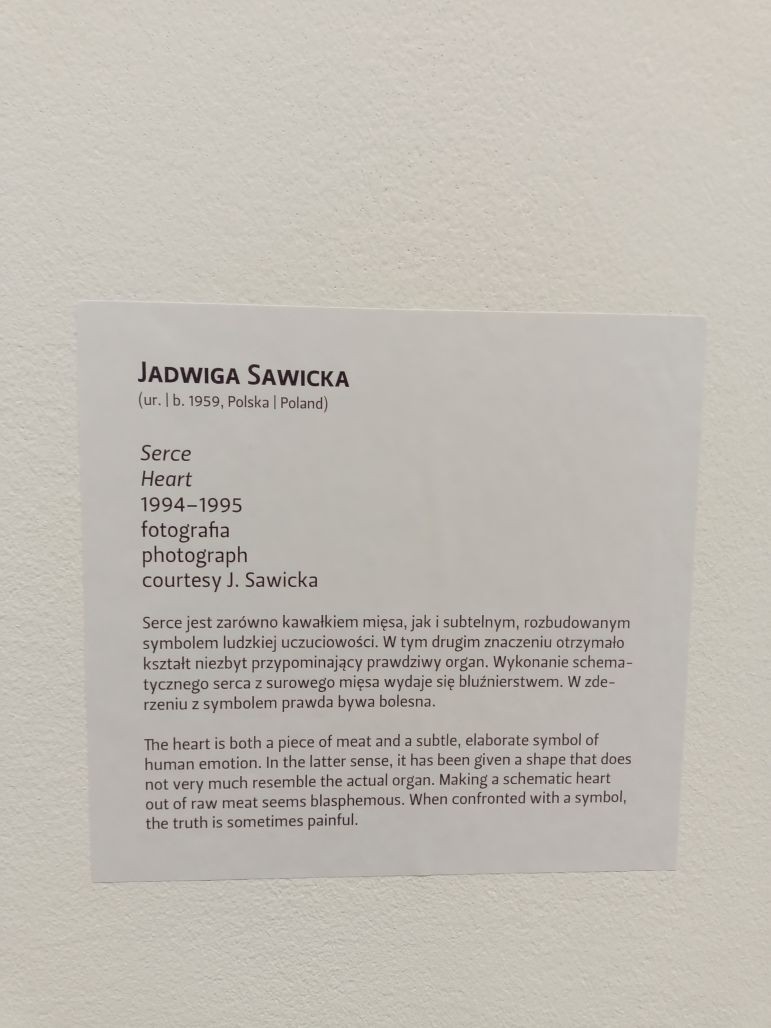 JADWIGA SAWICKA
(ur. | b. 1959, Polska | Poland)
Serce
Heart
1994–1995
fotografia
photograph
courtesy J. Sawicka
Serce jest zarówno kawałkiem mięsa, jak i subtelnym, rozbudowanym
symbolem ludzkiej uczuciowości. W tym drugim znaczeniu otrzymało
kształt niezbyt przypominający prawdziwy organ. Wykonanie schema-
tycznego serca z surowego mięsa wydaje się bluźnierstwem. W zde-
rzeniu z symbolem prawda bywa bolesna.
The heart is both a piece of meat and a subtle, elaborate symbol of
human emotion. In the latter sense, it has been given a shape that does
not very much resemble the actual organ. Making a schematic heart
out of raw meat seems blasphemous. When confronted with a symbol,
the truth is sometimes painful.